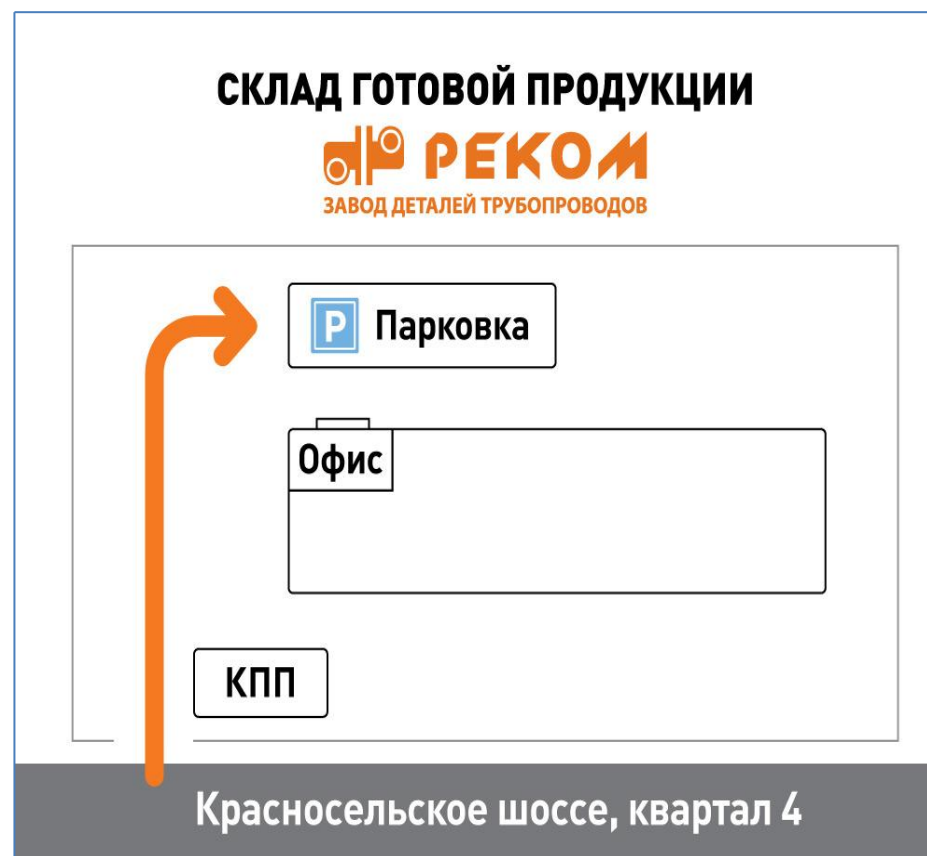 СКЛАД ГОТОВОЙ ПРОДУКЦИИ
РЕКОМ
ЗАВОД ДЕТАЛЕЙ ТРУБОПРОВОДОВ
P Парковка
Офис
КПП
Красносельское шоссе, квартал 4